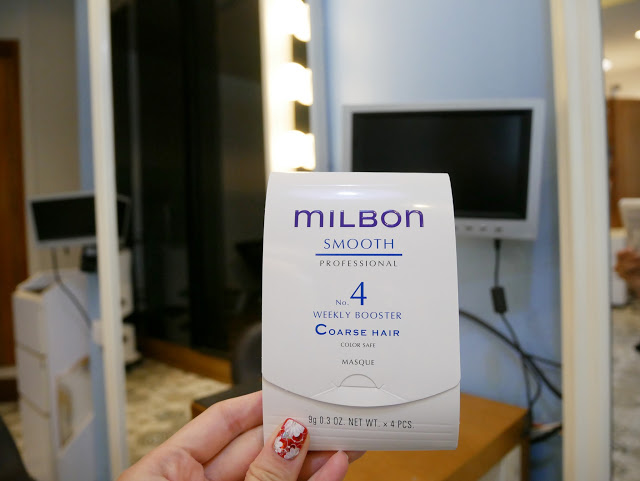 MILBON
SMOOTH
PROFESSIONAL
No. 4
WEEKLY BOOSTER
COARSE HAIR
COLOR SAFE
MASQUE
9g 0.3 OZ. NET WT. × 4 PCS.